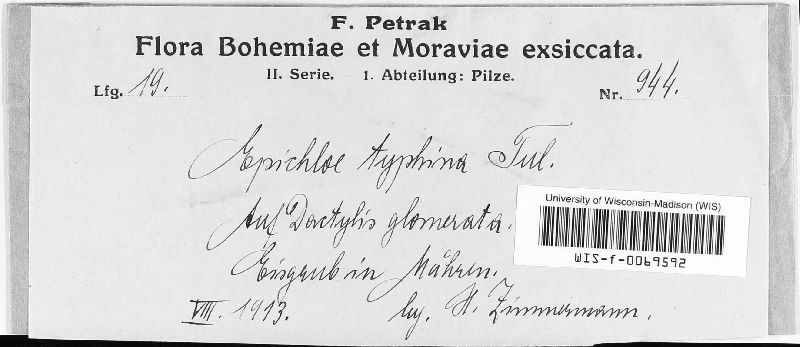 F. Petrak
Flora Bohemiae et Moraviae exsiccata.
II. Serie. — 1. Abteilung: Pilze.
Lfg. 19. Nr. 944.
Epichloe typhina Tul.
Auf Dactylis glomerata.
Eisgrub in Mähren.
VIII. 1913. leg. H. Zimmermann.
University of Wisconsin-Madison (WIS)
WIS-f-0069592